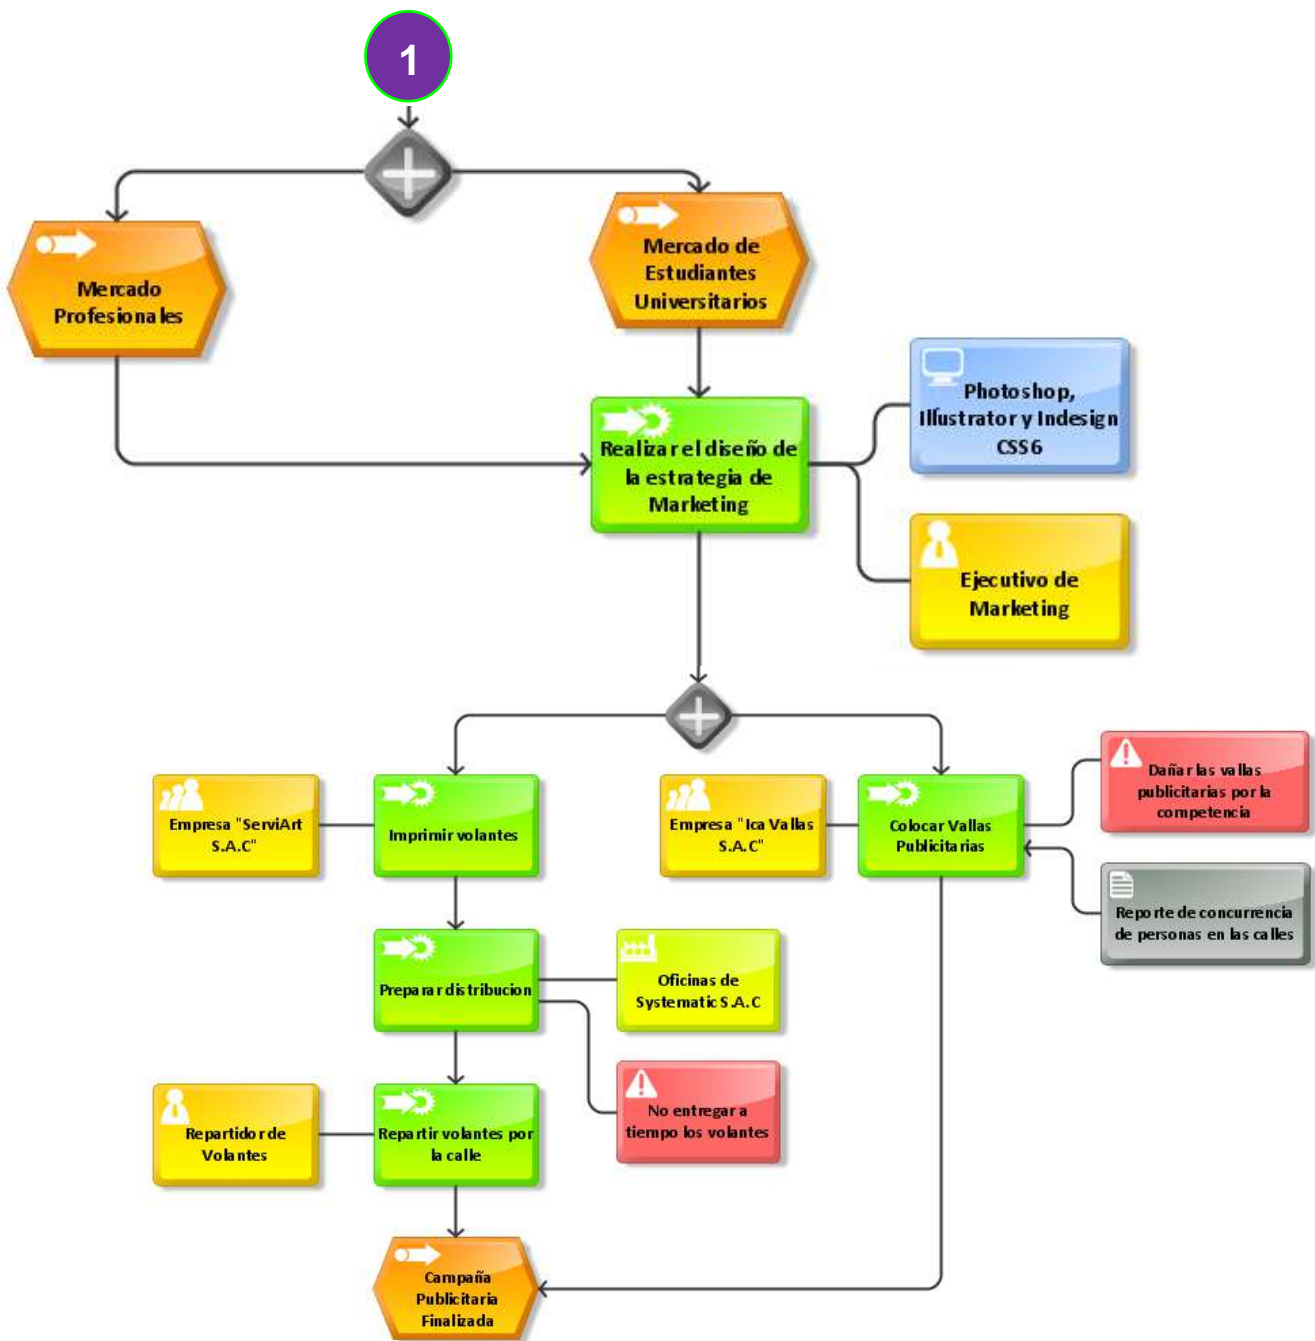 1
Mercado
Profesionales
Mercado de
Estudiantes
Universitarios
Photoshop,
Illustrator y Indesign
CSS6
Realizar el diseño de
la estrategia de
Marketing
Ejecutivo de
Marketing
Empresa "ServiArt
S.A.C"
Imprimir volantes
Empresa "Ica Vallas
S.A.C"
Colocar Vallas
Publicitarias
Dañar las vallas
publicitarias por la
competencia
Reporte de concurrencia
de personas en las calles
Preparar distribucion
Oficinas de
Systematic S.A.C
No entregar a
tiempo los volantes
Repartidor de
Volantes
Repartir volantes por
la calle
Campaña
Publicitaria
Finalizada